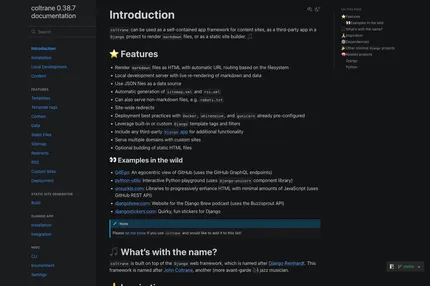 coltrane 0.38.7
documentation
Search
Introduction
Installation
Local Development
Content
FEATURES
Templates
Template tags
Context
Data
Static Files
Sitemap
Redirects
RSS
Custom Sites
Deployment
STATIC SITE GENERATOR
Build
DJANGO APP
Installation
Integration
MISC
CLI
Environment
Settings
Introduction
coltrane can be used as a self-contained app framework for content sites, as a third-party app in a
Django project to render markdown files, or as a static site builder. 🎵
⭐ Features
• Render markdown files as HTML with automatic URL routing based on the filesystem
• Local development server with live re-rendering of markdown and data
• Use JSON files as a data source
• Automatic generation of sitemap.xml and rss.xml
• Can also serve non-markdown files, e.g. robots.txt
• Site-wide redirects
• Deployment best practices with Docker, whitenoise, and gunicorn already pre-configured
• Leverage built-in or custom Django template tags and filters
• Include any third-party Django app for additional functionality
• Serve multiple domains with custom sites
• Optional building of static HTML files
👀 Examples in the wild
An egocentric view of GitHub (uses the GitHub GraphQL endpoints)
• python-utils: Interactive Python playground (uses django-unicorn component library)
Libraries to progressively enhance HTML with minimal amounts of JavaScript (uses
GitHub REST API)
• djangobrew.com: Website for the Django Brew podcast (uses the Buzzsprout API)
• djangostickers.com: Quirky, fun stickers for Django
Note
Please let me know if you use coltrane and would like to add it to this list!
🎵 What's with the name?
coltrane is built on top of the Django web framework, which is named after Django Reinhardt. This
framework is named after John Coltrane, another (more avant-garde 🎷) jazz musician.
On this page
⭐Features
👀Examples in the wild
🎵What's with the name?
Inspiration
Dependencies
Other minimal Django projects
Related projects
Django
Python